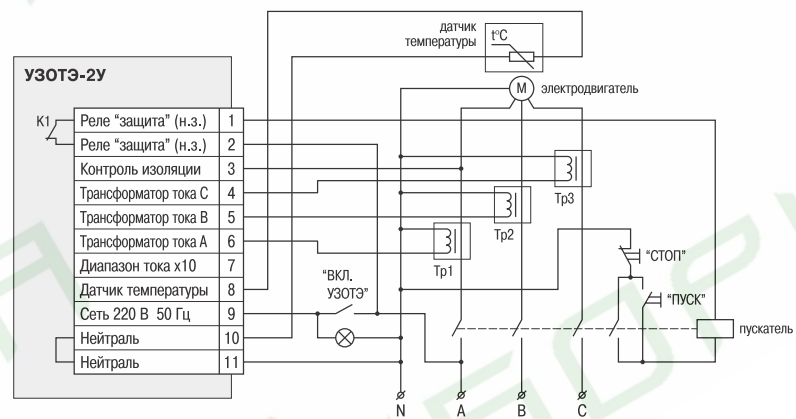 датчик
температуры
t°C
УЗОТЭ-2У
M
электродвигатель
K1
Реле “защита” (н.з.) 1
Реле “защита” (н.з.) 2
Контроль изоляции 3
Трансформатор тока C 4
Трансформатор тока B 5
Трансформатор тока A 6
Диапазон тока x10 7
Датчик температуры 8
Сеть 220 В 50 Гц 9
Нейтраль 10
Нейтраль 11
Тр3
Тр2
Тр1
“ВКЛ.
УЗОТЭ”
“СТОП”
“ПУСК”
пускатель
N A B C